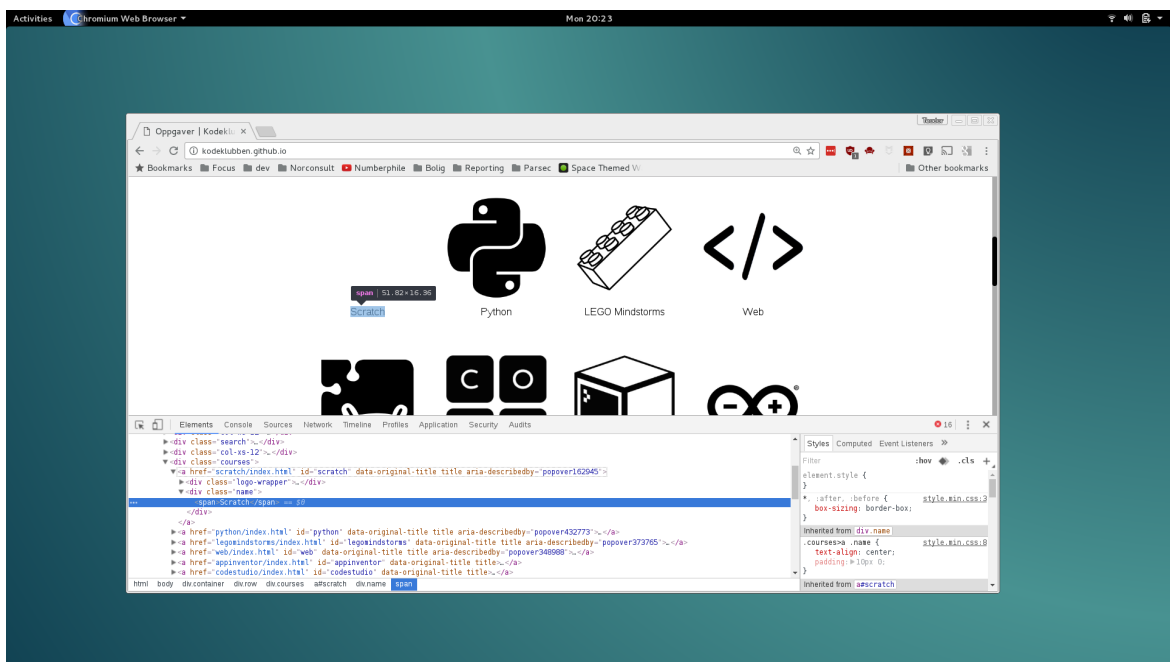 Activities Chromium Web Browser Mon 20:23
Oppgaver | Kodeklu
kodeklubben.github.io
Bookmarks Focus dev Norconsult Numberphile Bolig Reporting Parsec Space Themed W Other bookmarks
span | 51.82×16.36
Scratch Python LEGO Mindstorms Web
C O
Elements Console Sources Network Timeline Profiles Application Security Audits 16
<div class="search">…</div>
<div class="col-xs-12">…</div>
<div class="courses">
<a href="scratch/index.html" id="scratch" data-original-title title aria-describedby="popover162945">
<div class="logo-wrapper">…</div>
<div class="name">
<span>Scratch</span> == $0
</div>
</a>
<a href="python/index.html" id="python" data-original-title title aria-describedby="popover432773">…</a>
<a href="legomindstorms/index.html" id="legomindstorms" data-original-title title aria-describedby="popover373765">…</a>
<a href="web/index.html" id="web" data-original-title title aria-describedby="popover348988">…</a>
<a href="appinventor/index.html" id="appinventor" data-original-title title>…</a>
<a href="codestudio/index.html" id="codestudio" data-original-title title>…</a>
html body div.container div.row div.courses a#scratch div.name span
Styles Computed Event Listeners »
Filter :hov .cls +
element.style {
}
*, :after, :before { style.min.css:3
box-sizing: border-box;
}
Inherited from div.name
.courses>a .name { style.min.css:8
text-align: center;
padding: 10px 0;
}
Inherited from a#scratch